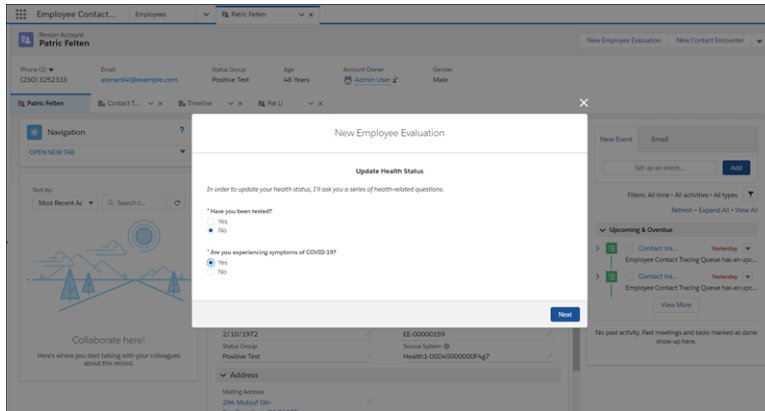 Employee Contact...
Employees
Patric Felten
Person Account
Patric Felten
New Employee Evaluation
New Contact Encounter
Phone (2)
Email
Status Group
Age
Account Owner
Gender
(230) 3252333
atenant41@example.com
Positive Test
48 Years
Admin User
Male
Patric Felten
Contact T...
Timeline
Pat Li
Navigation
?
OPEN NEW TAB
Sort by:
Most Recent Ac
Search t...
Collaborate here!
Here's where you start talking with your colleagues
about this record.
New Employee Evaluation
Update Health Status
In order to update your health status, I'll ask you a series of health-related questions.
* Have you been tested?
Yes
No
* Are you experiencing symptoms of COVID-19?
Yes
No
Next
2/10/1972
EE-00000159
Status Group
Source System
Positive Test
Address
Mailing Address
New Event
Email
Set up an event...
Add
Filters: All time • All activities • All types
Refresh • Expand All • View All
Upcoming & Overdue
Contact tra...
Yesterday
Employee Contact Tracing Queue has an upc...
Contact tra...
Yesterday
Employee Contact Tracing Queue has an upc...
View More
No past activity. Past meetings and tasks marked as done
show up here.